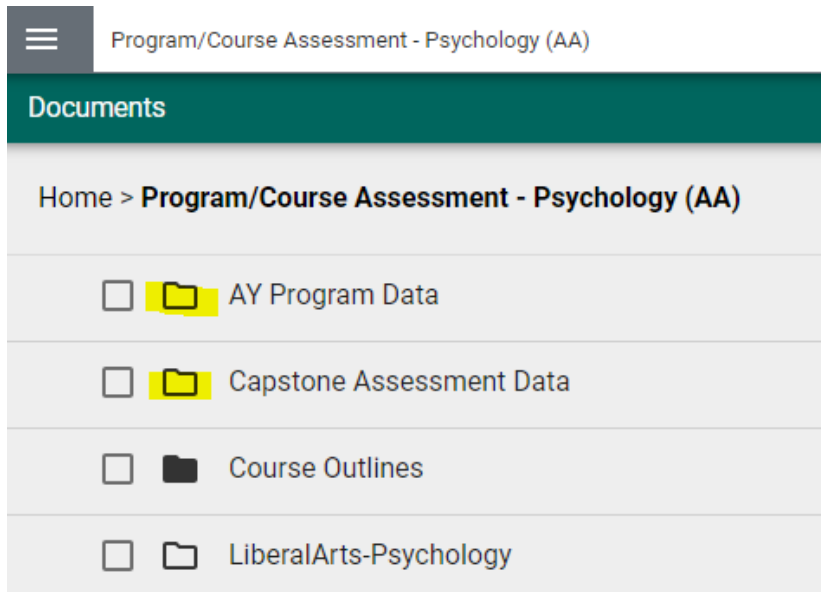 Program/Course Assessment - Psychology (AA)
Documents
Home > Program/Course Assessment - Psychology (AA)
AY Program Data
Capstone Assessment Data
Course Outlines
LiberalArts-Psychology